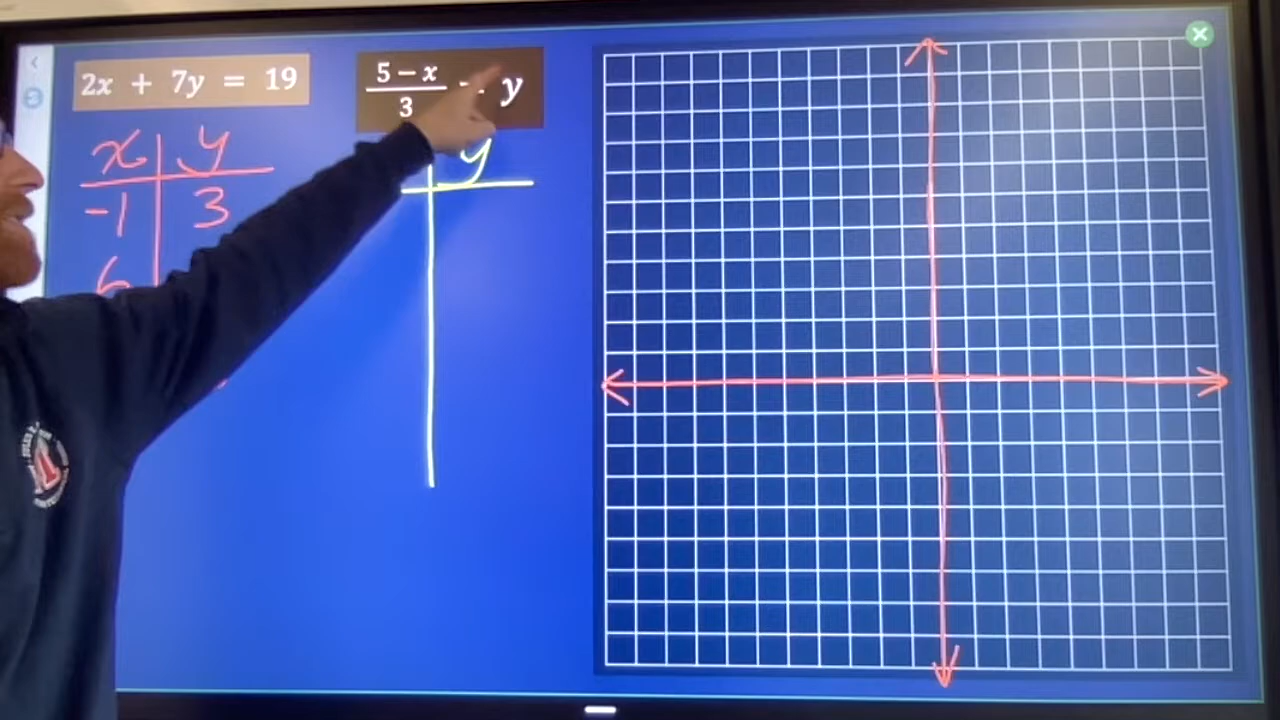 2x + 7y = 19
5 − x
3
y
x y
y
-1 3
6